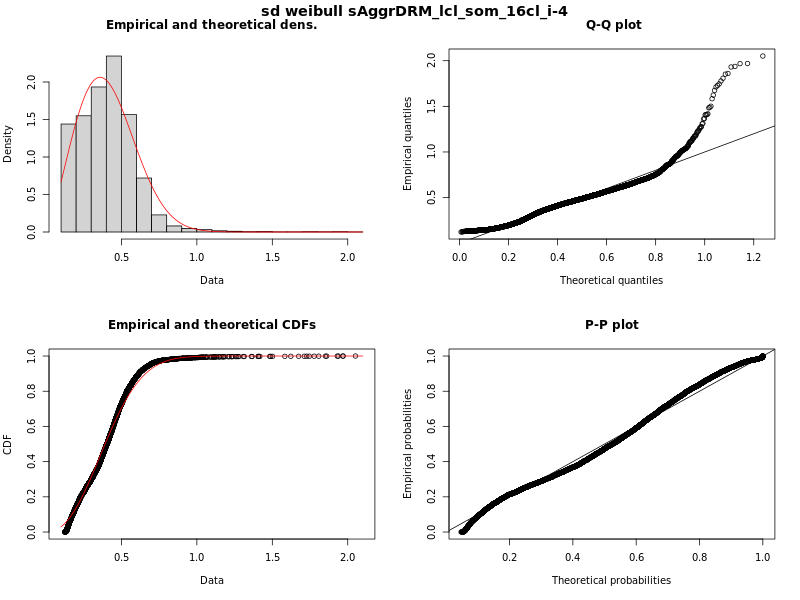 sd weibull sAggrDRM_lcl_som_16cl_i-4
Empirical and theoretical dens.
Density
0.0 0.5 1.0 1.5 2.0
0.5 1.0 1.5 2.0
Data
Q-Q plot
Empirical quantiles
0.5 1.0 1.5 2.0
0.0 0.2 0.4 0.6 0.8 1.0 1.2
Theoretical quantiles
Empirical and theoretical CDFs
CDF
0.0 0.2 0.4 0.6 0.8 1.0
0.5 1.0 1.5 2.0
Data
P-P plot
Empirical probabilities
0.0 0.2 0.4 0.6 0.8 1.0
0.2 0.4 0.6 0.8 1.0
Theoretical probabilities